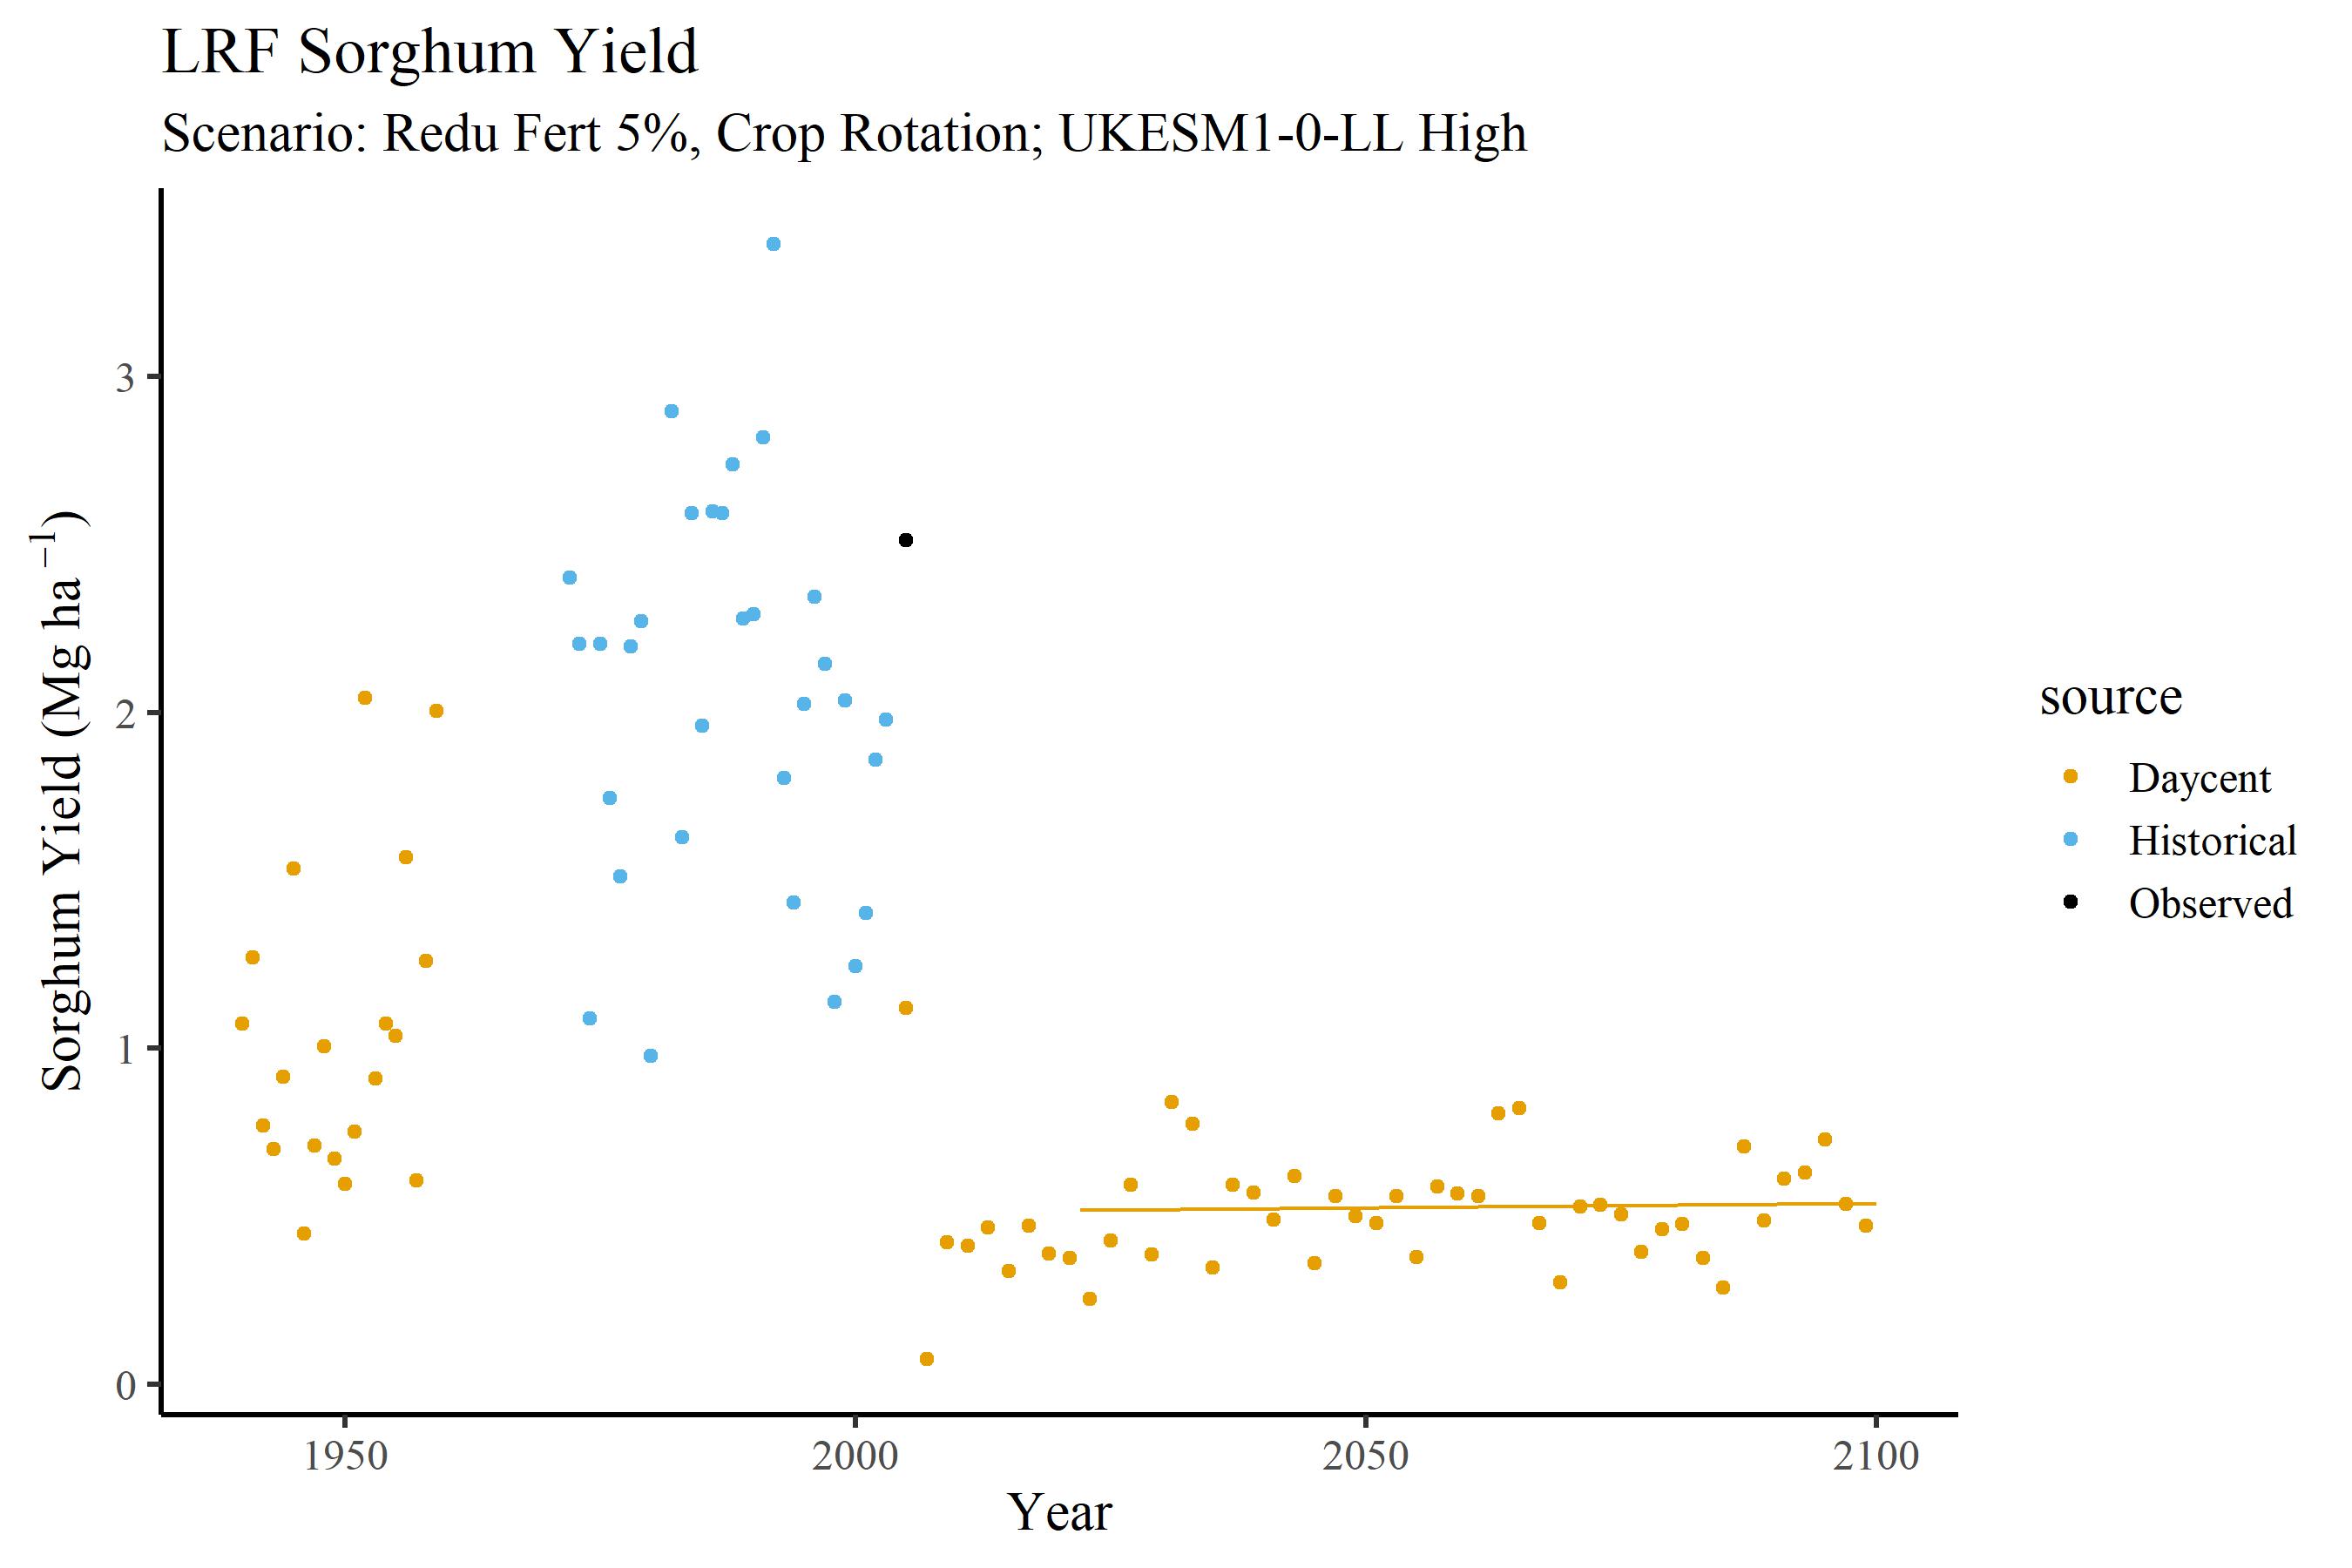 LRF Sorghum Yield
Scenario: Redu Fert 5%, Crop Rotation; UKESM1-0-LL High
Sorghum Yield (Mg ha⁻¹)
3
2
1
0
1950
2000
2050
2100
Year
source
Daycent
Historical
Observed